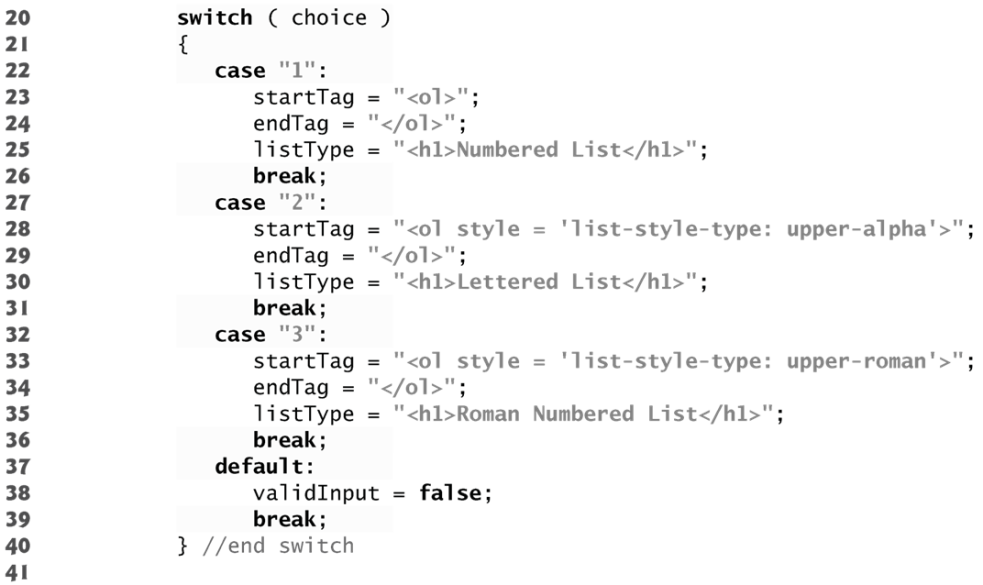 20 switch ( choice )
21 {
22 case "1":
23 startTag = "<ol>";
24 endTag = "</ol>";
25 listType = "<h1>Numbered List</h1>";
26 break;
27 case "2":
28 startTag = "<ol style = 'list-style-type: upper-alpha'>";
29 endTag = "</ol>";
30 listType = "<h1>Lettered List</h1>";
31 break;
32 case "3":
33 startTag = "<ol style = 'list-style-type: upper-roman'>";
34 endTag = "</ol>";
35 listType = "<h1>Roman Numbered List</h1>";
36 break;
37 default:
38 validInput = false;
39 break;
40 } //end switch
41